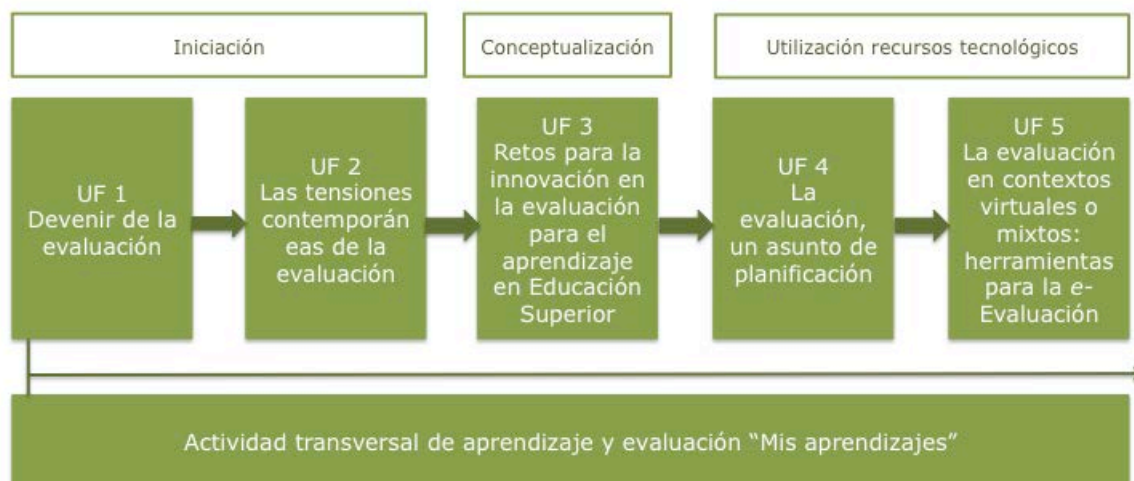 Iniciación
Conceptualización
Utilización recursos tecnológicos
UF 1
Devenir de la
evaluación
UF 2
Las tensiones
contemporán
eas de la
evaluación
UF 3
Retos para la
innovación en
la evaluación
para el
aprendizaje
en Educación
Superior
UF 4
La
evaluación,
un asunto de
planificación
UF 5
La evaluación
en contextos
virtuales o
mixtos:
herramientas
para la e-
Evaluación
Actividad transversal de aprendizaje y evaluación “Mis aprendizajes”